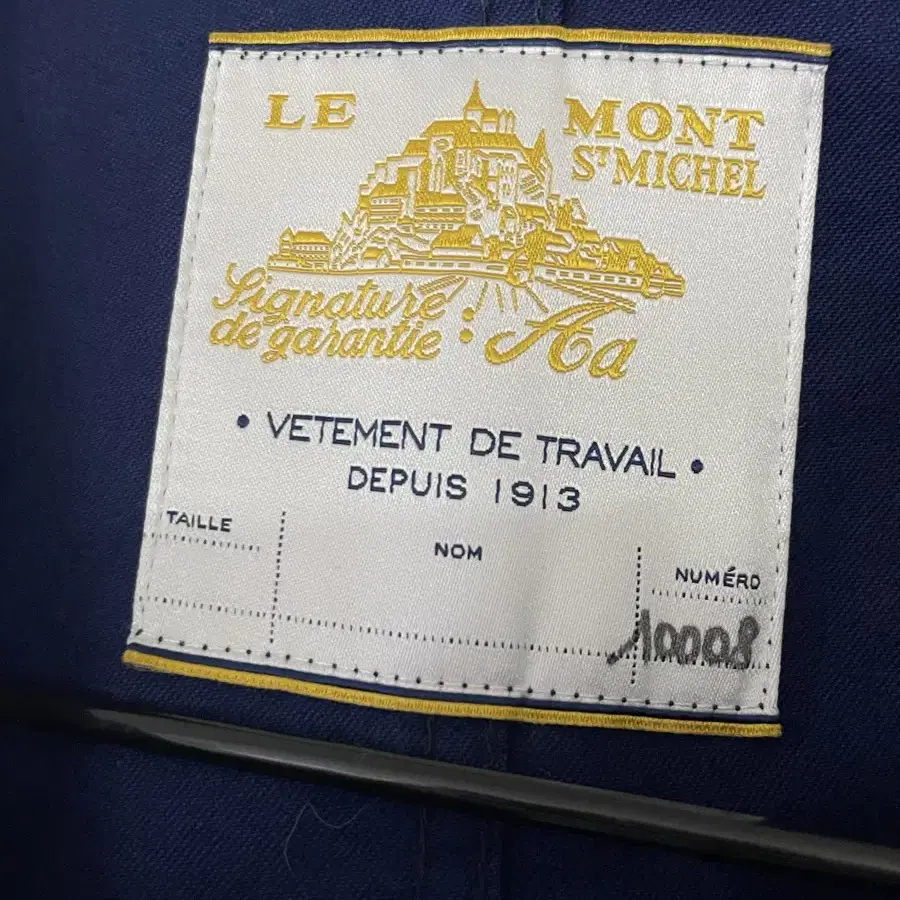 LE MONT
ST MICHEL
Signature
de garantie : Aa
• VETEMENT DE TRAVAIL •
DEPUIS 1913
TAILLE NOM NUMÉRO
10008